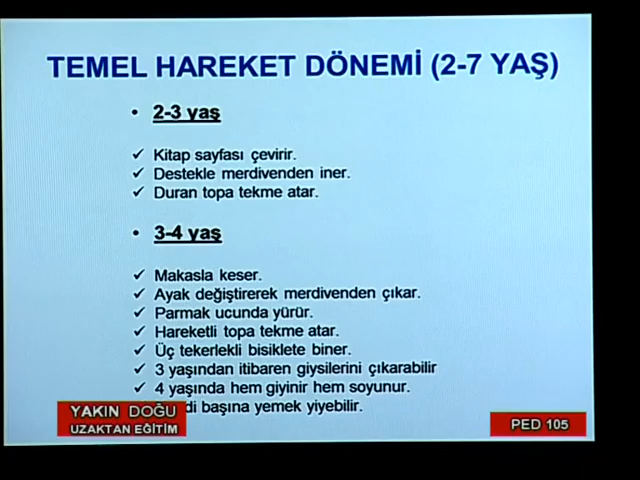 TEMEL HAREKET DÖNEMİ (2-7 YAŞ)
• 2-3 yaş
✓ Kitap sayfası çevirir.
✓ Destekle merdivenden iner.
✓ Duran topa tekme atar.
• 3-4 yaş
✓ Makasla keser.
✓ Ayak değiştirerek merdivenden çıkar.
✓ Parmak ucunda yürür.
✓ Hareketli topa tekme atar.
✓ Üç tekerlekli bisiklete biner.
✓ 3 yaşından itibaren giysilerini çıkarabilir
✓ 4 yaşında hem giyinir hem soyunur.
başına yemek yiyebilir.
YAKIN DOĞU
UZAKTAN EĞİTİM
PED 105